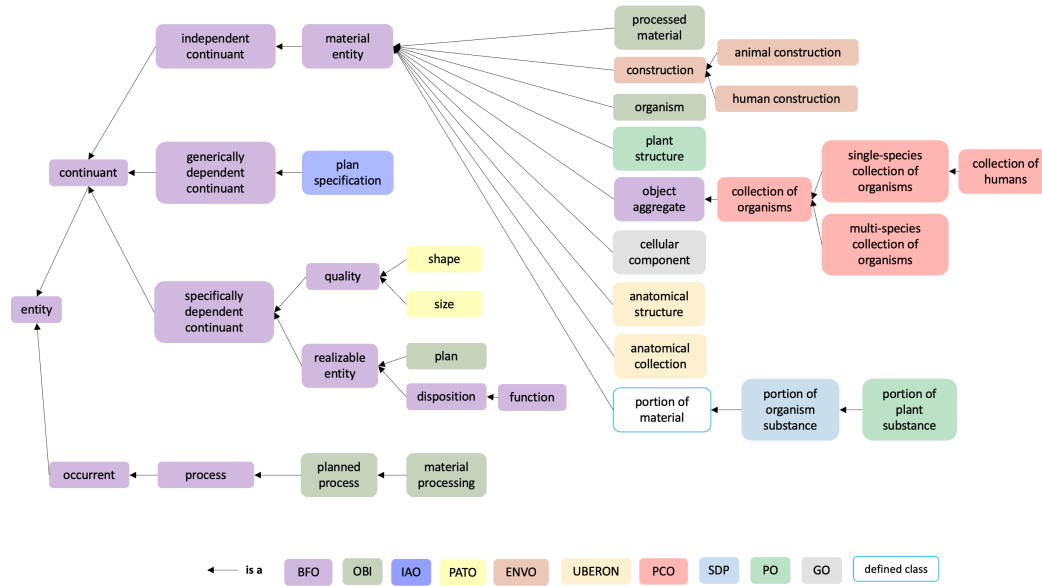 independent
continuant
material
entity
processed
material
construction
animal construction
human construction
organism
plant
structure
continuant
generically
dependent
continuant
plan
specification
object
aggregate
collection of
organisms
single-species
collection of
organisms
collection of
humans
multi-species
collection of
organisms
cellular
component
shape
quality
size
anatomical
structure
entity
specifically
dependent
continuant
realizable
entity
plan
disposition
function
anatomical
collection
portion of
material
portion of
organism
substance
portion of
plant
substance
occurrent
process
planned
process
material
processing
is a
BFO
OBI
IAO
PATO
ENVO
UBERON
PCO
SDP
PO
GO
defined class